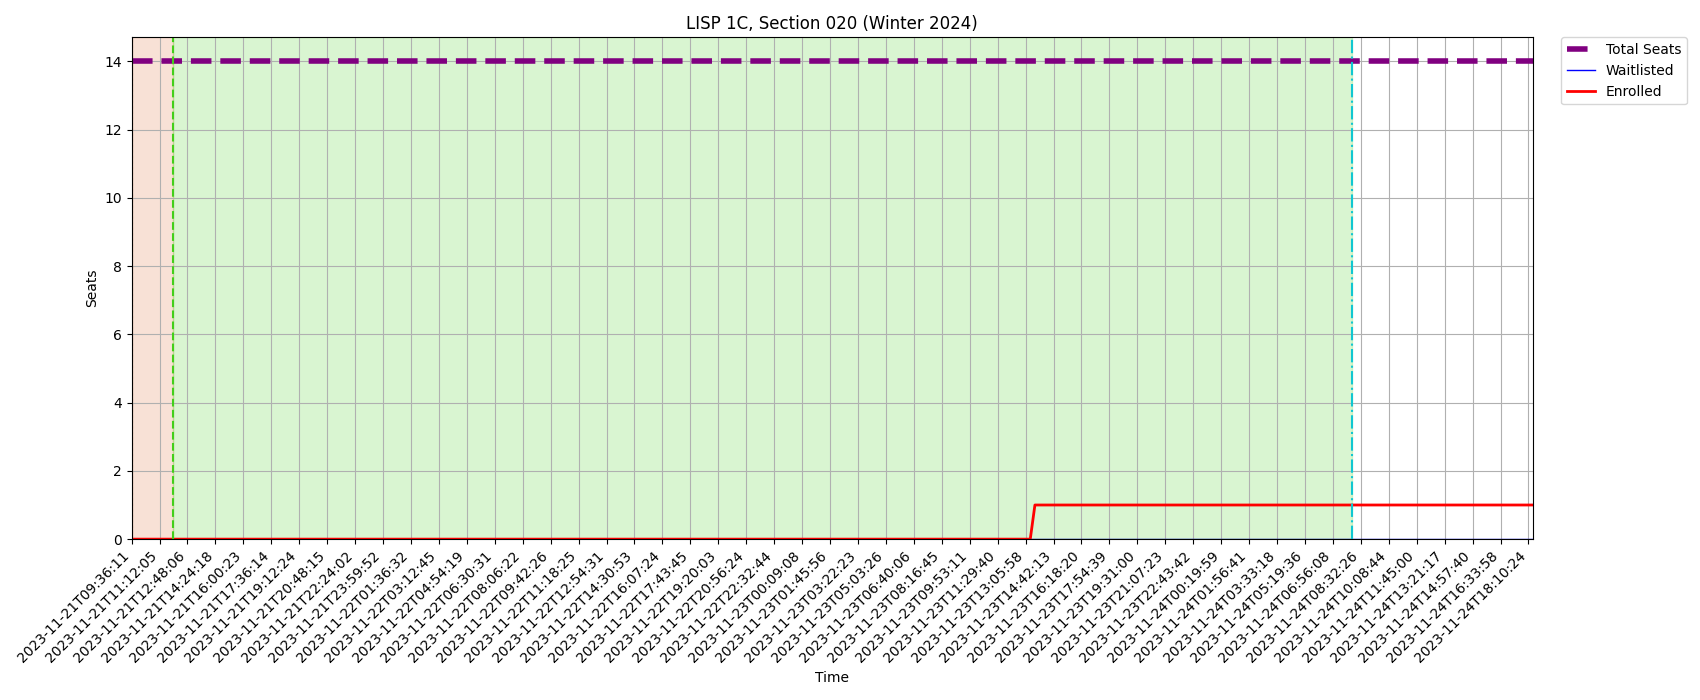 LISP 1C, Section 020 (Winter 2024)
Total Seats
Waitlisted
Enrolled
14
12
10
8
6
4
2
0
Seats
2023-11-21T09:36:11
2023-11-21T11:12:05
2023-11-21T12:48:06
2023-11-21T14:24:18
2023-11-21T16:00:23
2023-11-21T17:36:14
2023-11-21T19:12:24
2023-11-21T20:48:15
2023-11-21T22:24:02
2023-11-21T23:59:52
2023-11-22T01:36:32
2023-11-22T03:12:45
2023-11-22T04:54:19
2023-11-22T06:30:31
2023-11-22T08:06:22
2023-11-22T09:42:26
2023-11-22T11:18:25
2023-11-22T12:54:31
2023-11-22T14:30:53
2023-11-22T16:07:24
2023-11-22T17:43:45
2023-11-22T19:20:03
2023-11-22T20:56:24
2023-11-22T22:32:44
2023-11-23T00:09:08
2023-11-23T01:45:56
2023-11-23T03:22:23
2023-11-23T05:03:26
2023-11-23T06:40:06
2023-11-23T08:16:45
2023-11-23T09:53:11
2023-11-23T11:29:40
2023-11-23T13:05:58
2023-11-23T14:42:13
2023-11-23T16:18:20
2023-11-23T17:54:39
2023-11-23T19:31:00
2023-11-23T21:07:23
2023-11-23T22:43:42
2023-11-24T00:19:59
2023-11-24T01:56:41
2023-11-24T03:33:18
2023-11-24T05:19:36
2023-11-24T06:56:08
2023-11-24T08:32:26
2023-11-24T10:08:44
2023-11-24T11:45:00
2023-11-24T13:21:17
2023-11-24T14:57:40
2023-11-24T16:33:58
2023-11-24T18:10:24
Time